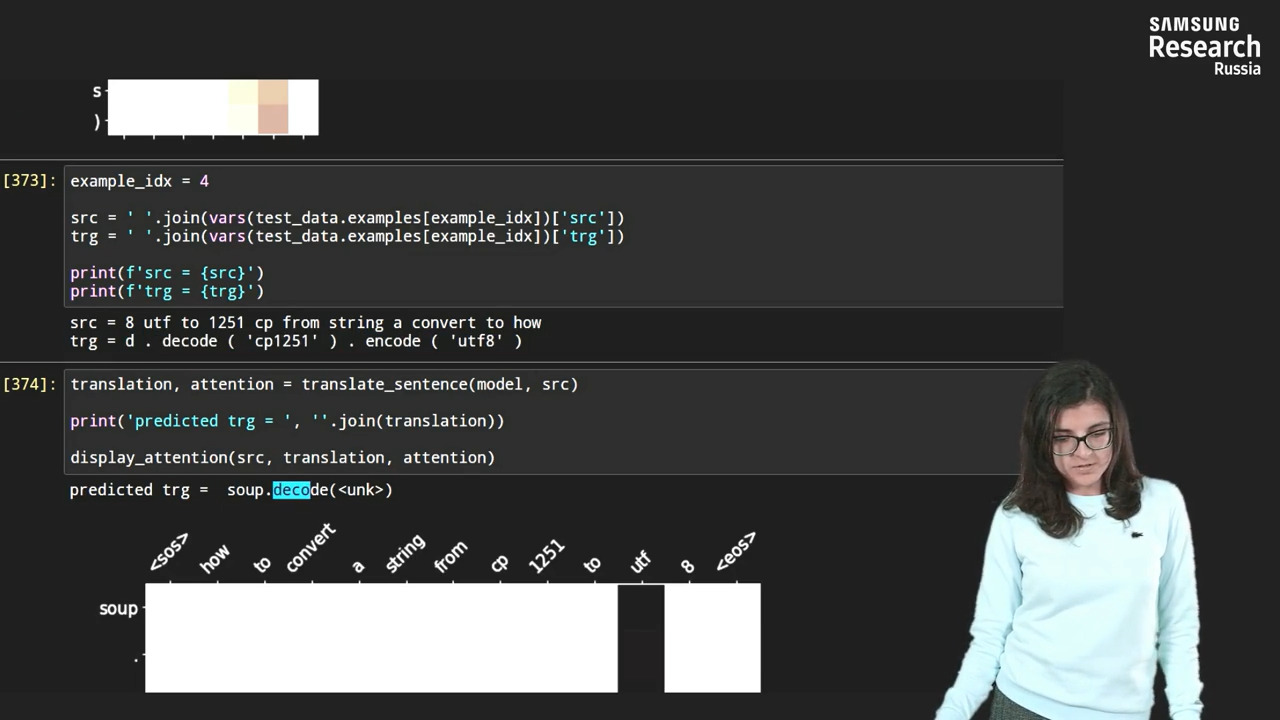 SAMSUNG
Research
Russia
s
)
[373]:
example_idx = 4
src = ' '.join(vars(test_data.examples[example_idx])['src'])
trg = ' '.join(vars(test_data.examples[example_idx])['trg'])
print(f'src = {src}')
print(f'trg = {trg}')
src = 8 utf to 1251 cp from string a convert to how
trg = d . decode ( 'cp1251' ) . encode ( 'utf8' )
[374]:
translation, attention = translate_sentence(model, src)
print('predicted trg = ', ''.join(translation))
display_attention(src, translation, attention)
predicted trg =  soup.decode(<unk>)
<sos> how to convert a string from cp 1251 to utf 8 <eos>
soup
.